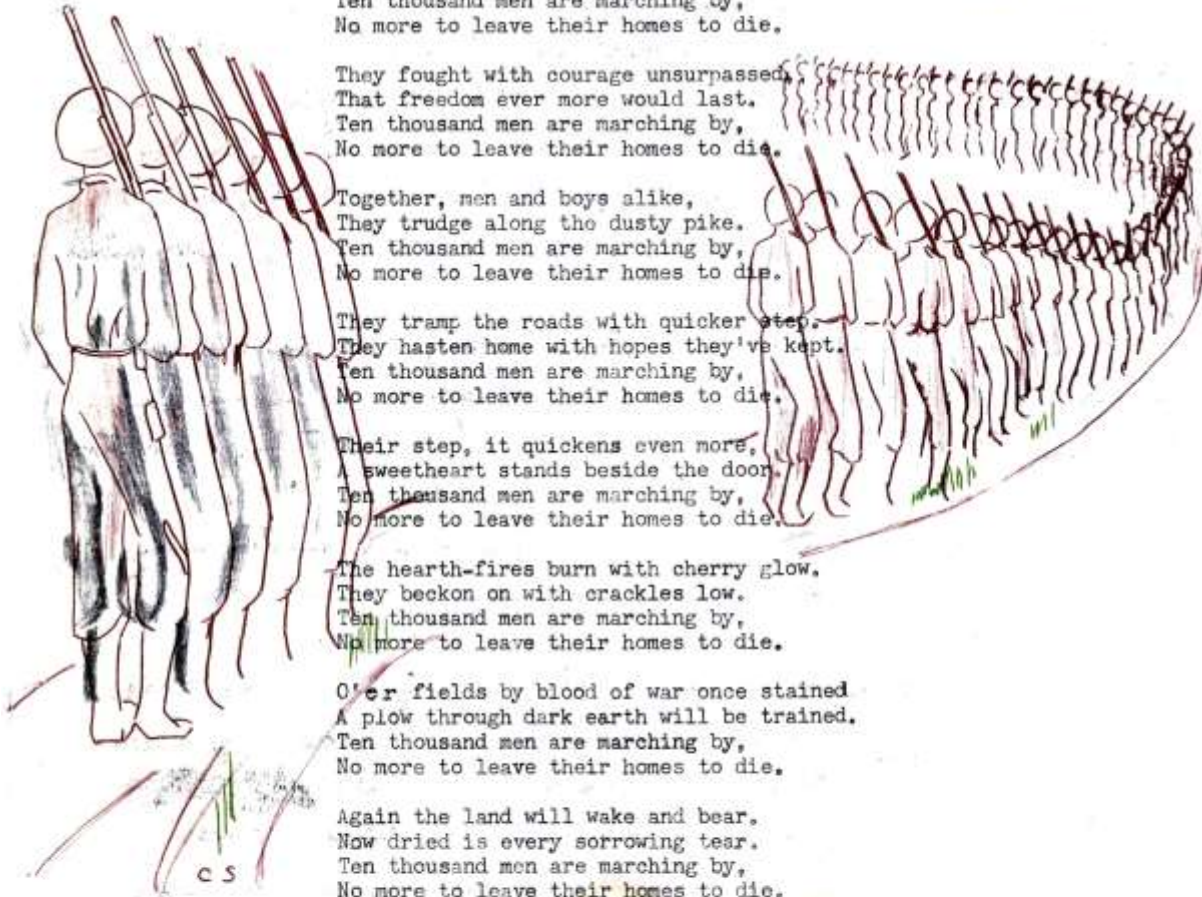 Ten thousand men are marching by,
No more to leave their homes to die.
They fought with courage unsurpassed,
That freedom ever more would last.
Ten thousand men are marching by,
No more to leave their homes to die.
Together, men and boys alike,
They trudge along the dusty pike.
Ten thousand men are marching by,
No more to leave their homes to die.
They tramp the roads with quicker step.
They hasten home with hopes they've kept.
Ten thousand men are marching by,
No more to leave their homes to die.
Their step, it quickens even more,
A sweetheart stands beside the door.
Ten thousand men are marching by,
No more to leave their homes to die.
The hearth-fires burn with cherry glow.
They beckon on with crackles low.
Ten thousand men are marching by,
No more to leave their homes to die.
O'er fields by blood of war once stained
A plow through dark earth will be trained.
Ten thousand men are marching by,
No more to leave their homes to die.
Again the land will wake and bear.
Now dried is every sorrowing tear.
Ten thousand men are marching by,
No more to leave their homes to die.
CS